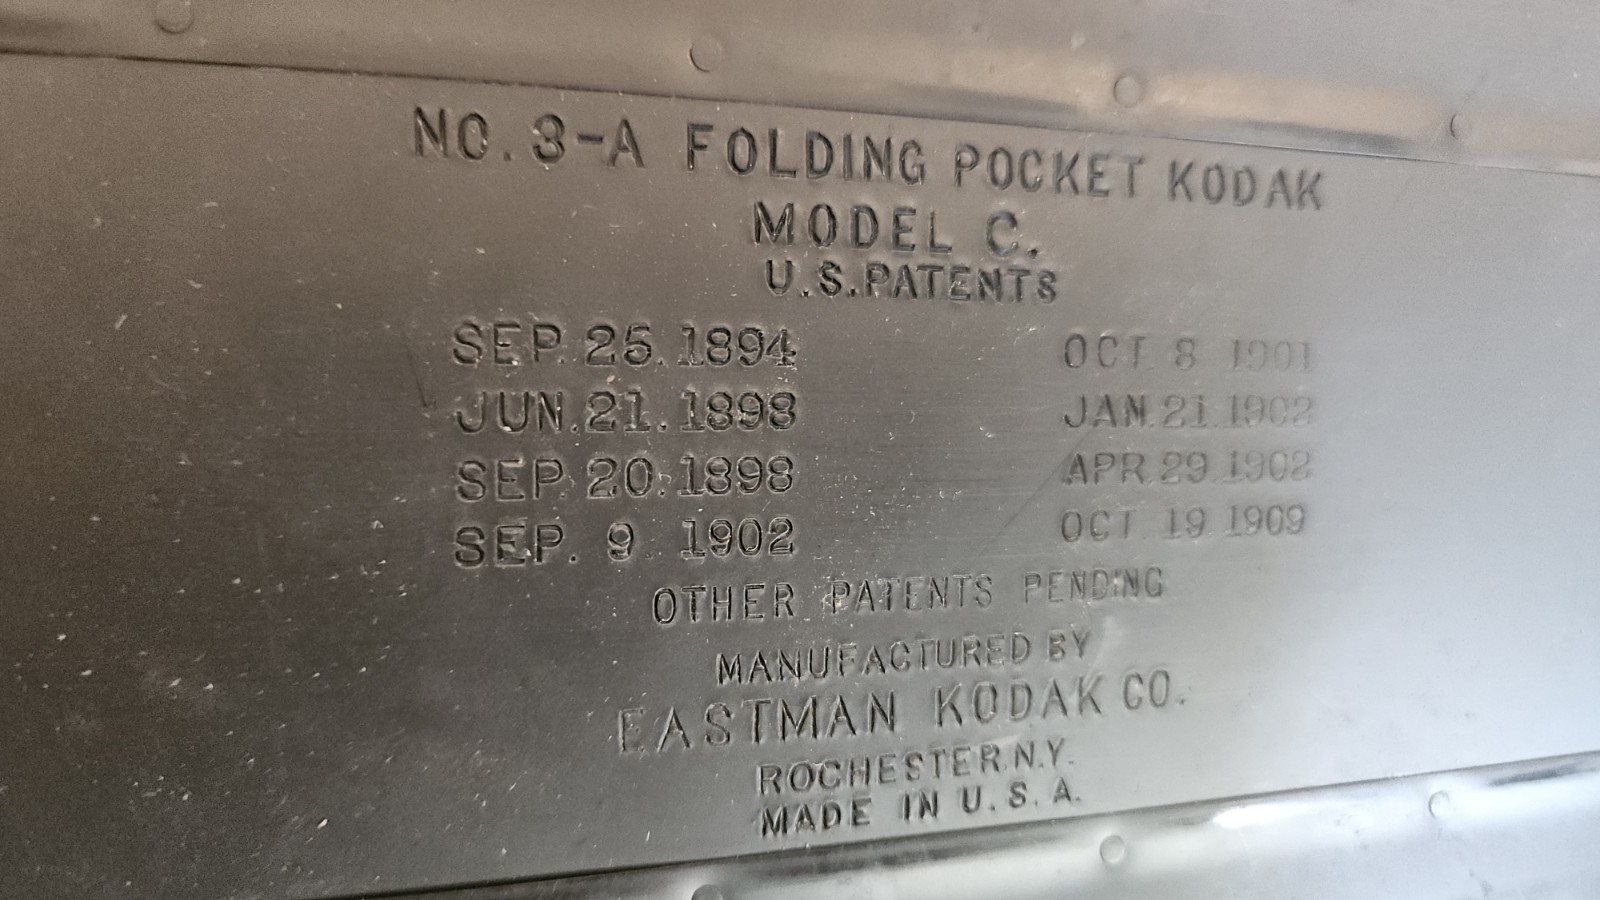 NO. 3-A FOLDING POCKET KODAK
MODEL C.
U.S. PATENTS
SEP. 25. 1894 OCT. 8 1901
JUN. 21. 1898 JAN. 21. 1902
SEP. 20. 1898 APR. 29. 1902
SEP. 9. 1902 OCT. 19. 1909
OTHER PATENTS PENDING
MANUFACTURED BY
EASTMAN KODAK CO.
ROCHESTER. N.Y.
MADE IN U.S.A.